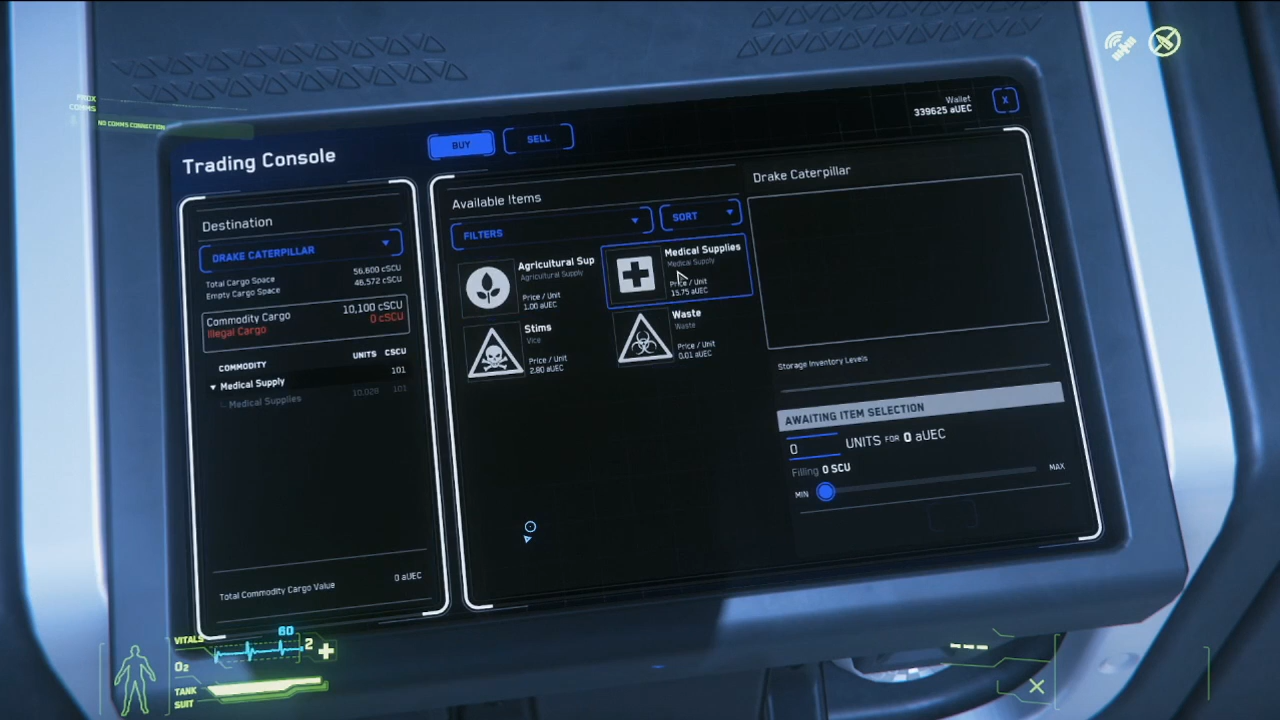 PROX
COMMS
NO COMMS CONNECTION
Wallet
339625 aUEC
X
Trading Console
BUY
SELL
Destination
DRAKE CATERPILLAR
Total Cargo Space 56,600 cSCU
Empty Cargo Space 46,572 cSCU
Commodity Cargo 10,100 cSCU
Illegal Cargo 0 cSCU
COMMODITY UNITS CSCU
Medical Supply 101
Medical Supplies 10,028 101
Total Commodity Cargo Value 0 aUEC
Available Items
FILTERS
SORT
Agricultural Sup
Agricultural Supply
Price / Unit
1.00 aUEC
Medical Supplies
Medical Supply
Price / Unit
15.75 aUEC
Stims
Vice
Price / Unit
2.80 aUEC
Waste
Waste
Price / Unit
0.01 aUEC
Drake Caterpillar
Storage Inventory Levels
AWAITING ITEM SELECTION
0 UNITS FOR 0 aUEC
Filling 0 SCU
MIN MAX
VITALS
60
2
O2
TANK
SUIT